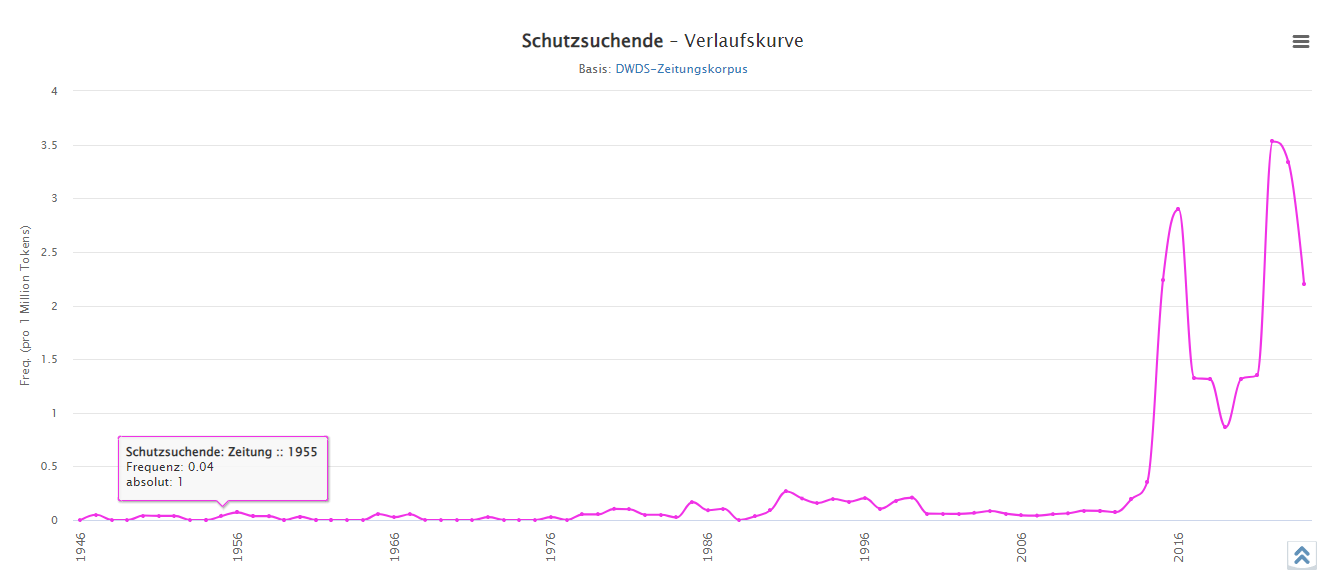 Schutzsuchende – Verlaufskurve
Basis: DWDS-Zeitungskorpus
Freq. (pro 1 Million Tokens)
4
3.5
3
2.5
2
1.5
1
0.5
0
Schutzsuchende: Zeitung :: 1955
Frequenz: 0.04
absolut: 1
1946
1956
1966
1976
1986
1996
2006
2016